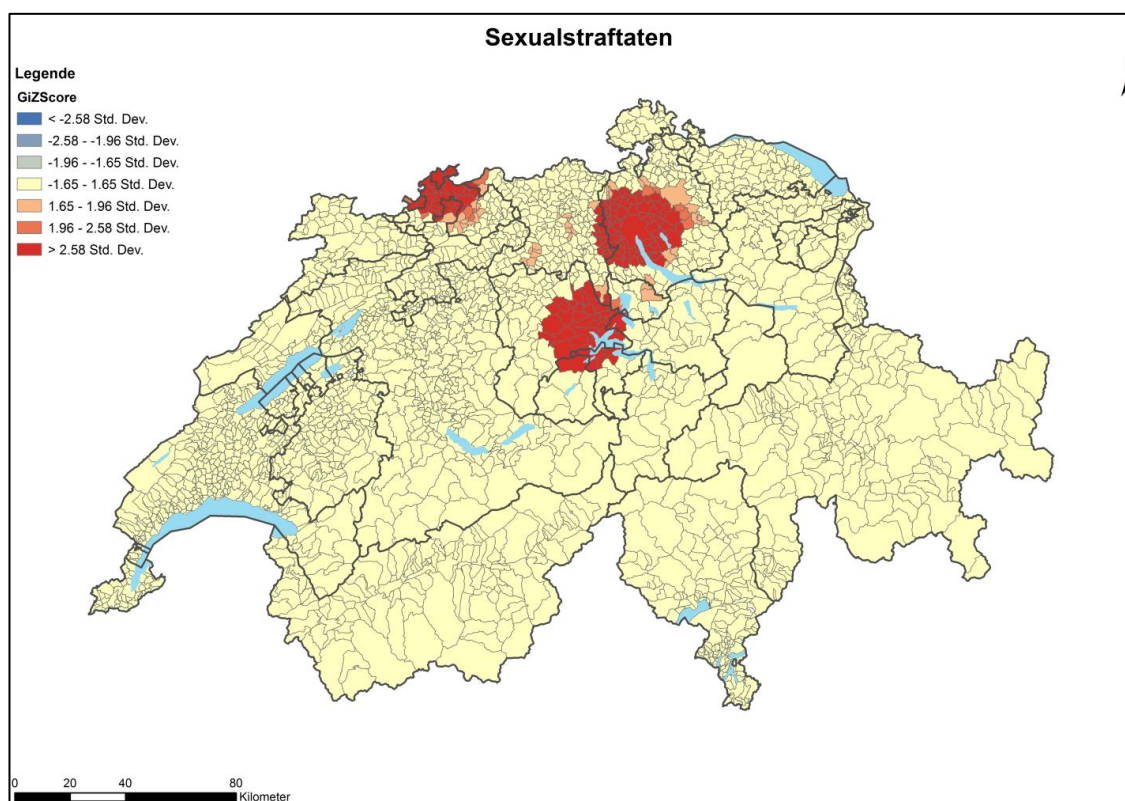 Sexualstraftaten
Legende
GiZScore
< -2.58 Std. Dev.
-2.58 - -1.96 Std. Dev.
-1.96 - -1.65 Std. Dev.
-1.65 - 1.65 Std. Dev.
1.65 - 1.96 Std. Dev.
1.96 - 2.58 Std. Dev.
> 2.58 Std. Dev.
0 20 40 80
Kilometer